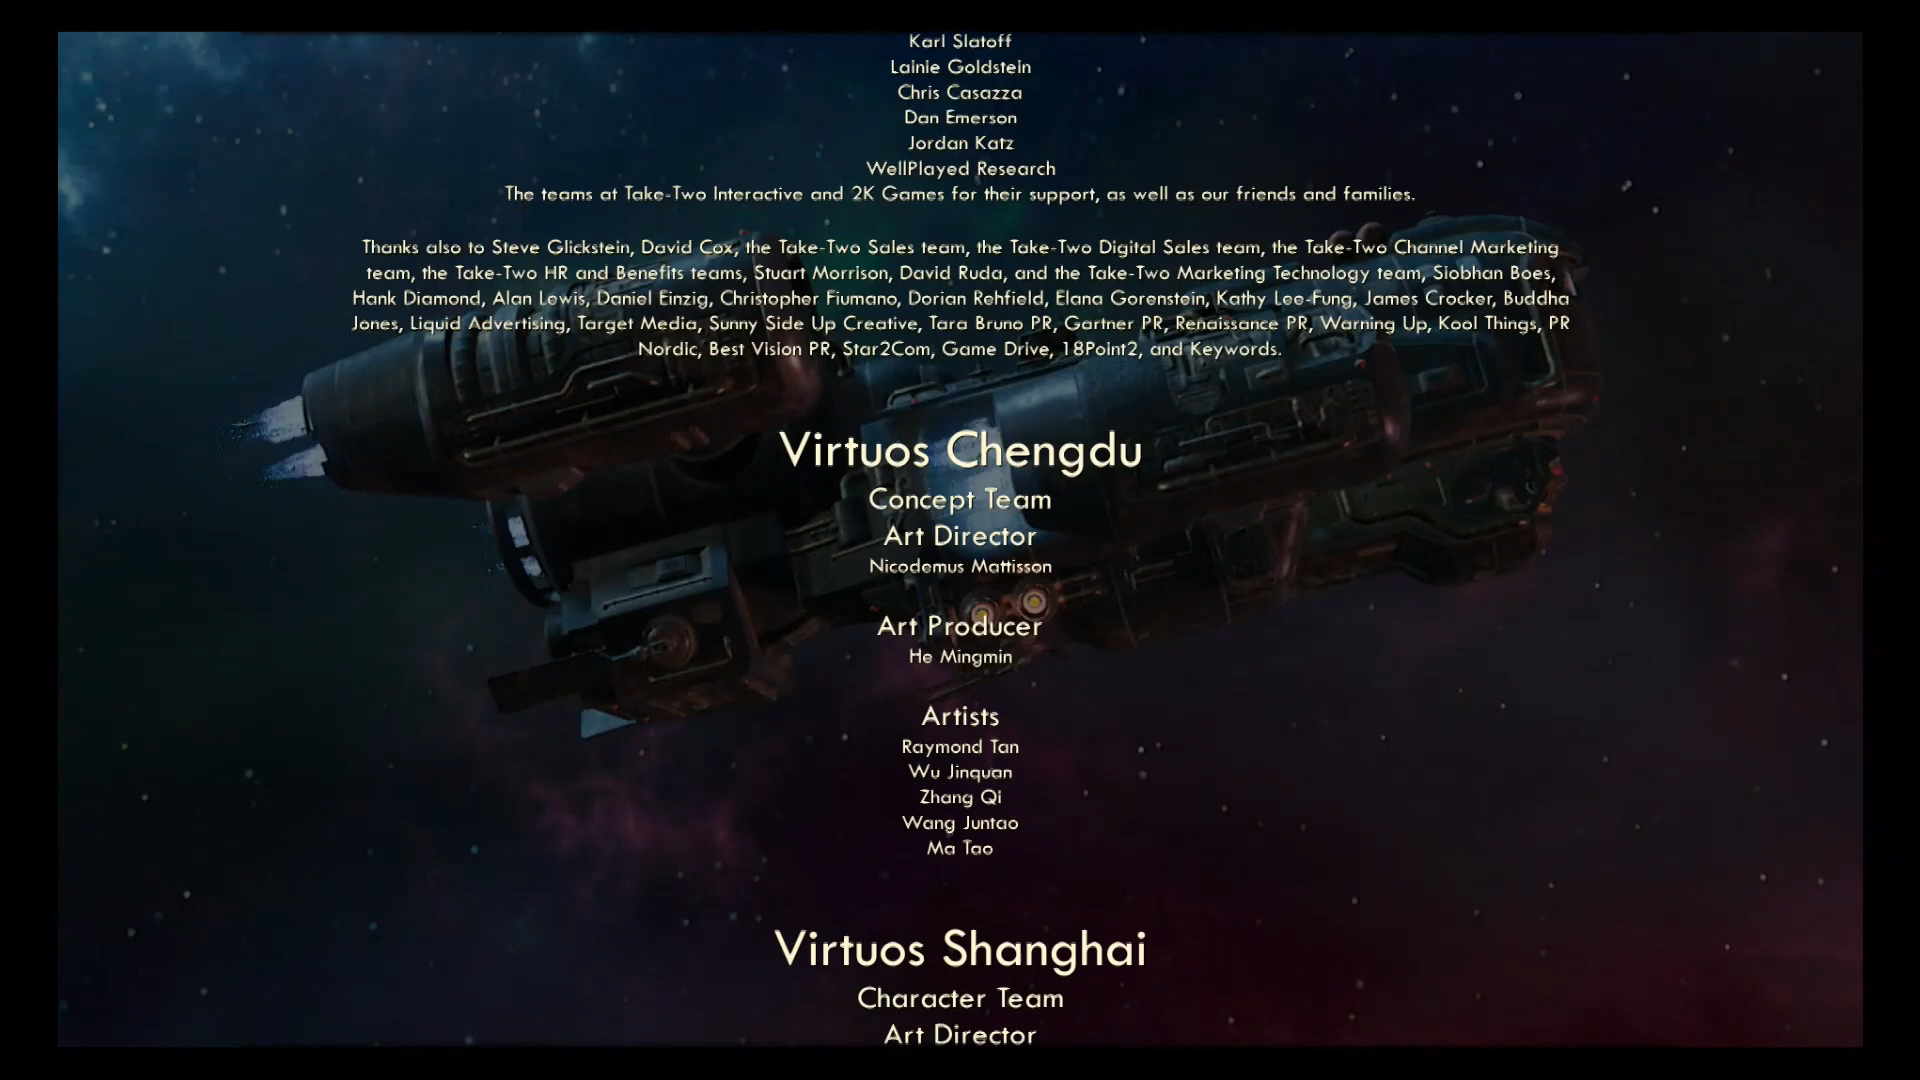 Karl Slatoff
Lainie Goldstein
Chris Casazza
Dan Emerson
Jordan Katz
WellPlayed Research
The teams at Take-Two Interactive and 2K Games for their support, as well as our friends and families.
Thanks also to Steve Glickstein, David Cox, the Take-Two Sales team, the Take-Two Digital Sales team, the Take-Two Channel Marketing
team, the Take-Two HR and Benefits teams, Stuart Morrison, David Ruda, and the Take-Two Marketing Technology team, Siobhan Boes,
Hank Diamond, Alan Lewis, Daniel Einzig, Christopher Fiumano, Dorian Rehfield, Elana Gorenstein, Kathy Lee-Fung, James Crocker, Buddha
Jones, Liquid Advertising, Target Media, Sunny Side Up Creative, Tara Bruno PR, Gartner PR, Renaissance PR, Warning Up, Kool Things, PR
Nordic, Best Vision PR, Star2Com, Game Drive, 18Point2, and Keywords.
Virtuos Chengdu
Concept Team
Art Director
Nicodemus Mattisson
Art Producer
He Mingmin
Artists
Raymond Tan
Wu Jinquan
Zhang Qi
Wang Juntao
Ma Tao
Virtuos Shanghai
Character Team
Art Director